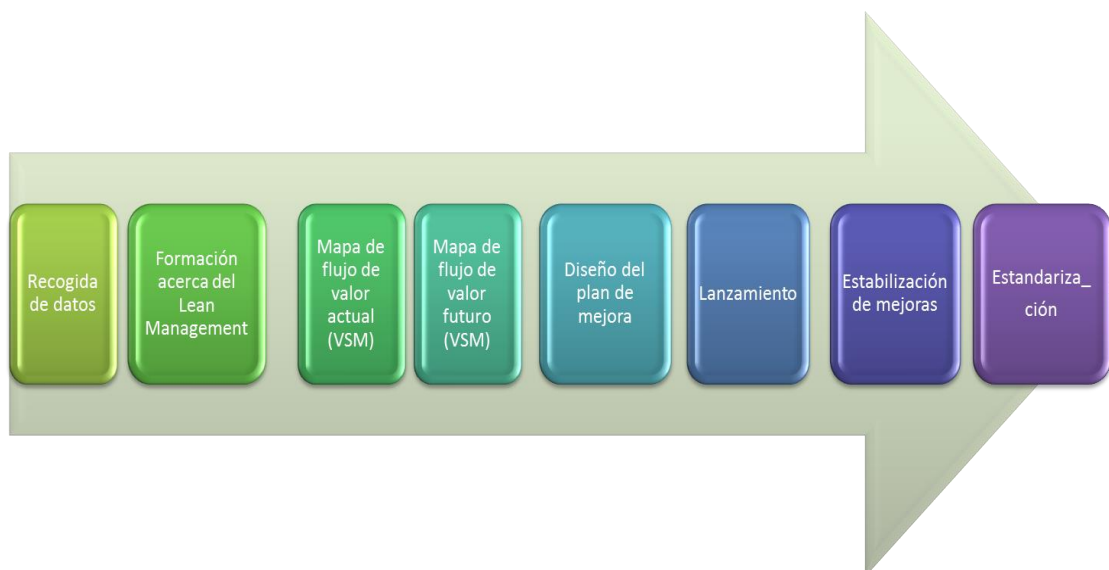 Recogida
de datos
Formación
acerca del
Lean
Management
Mapa de
flujo de
valor
actual
(VSM)
Mapa de
flujo de
valor
futuro
(VSM)
Diseño del
plan de
mejora
Lanzamiento
Estabilización
de mejoras
Estandariza_
ción